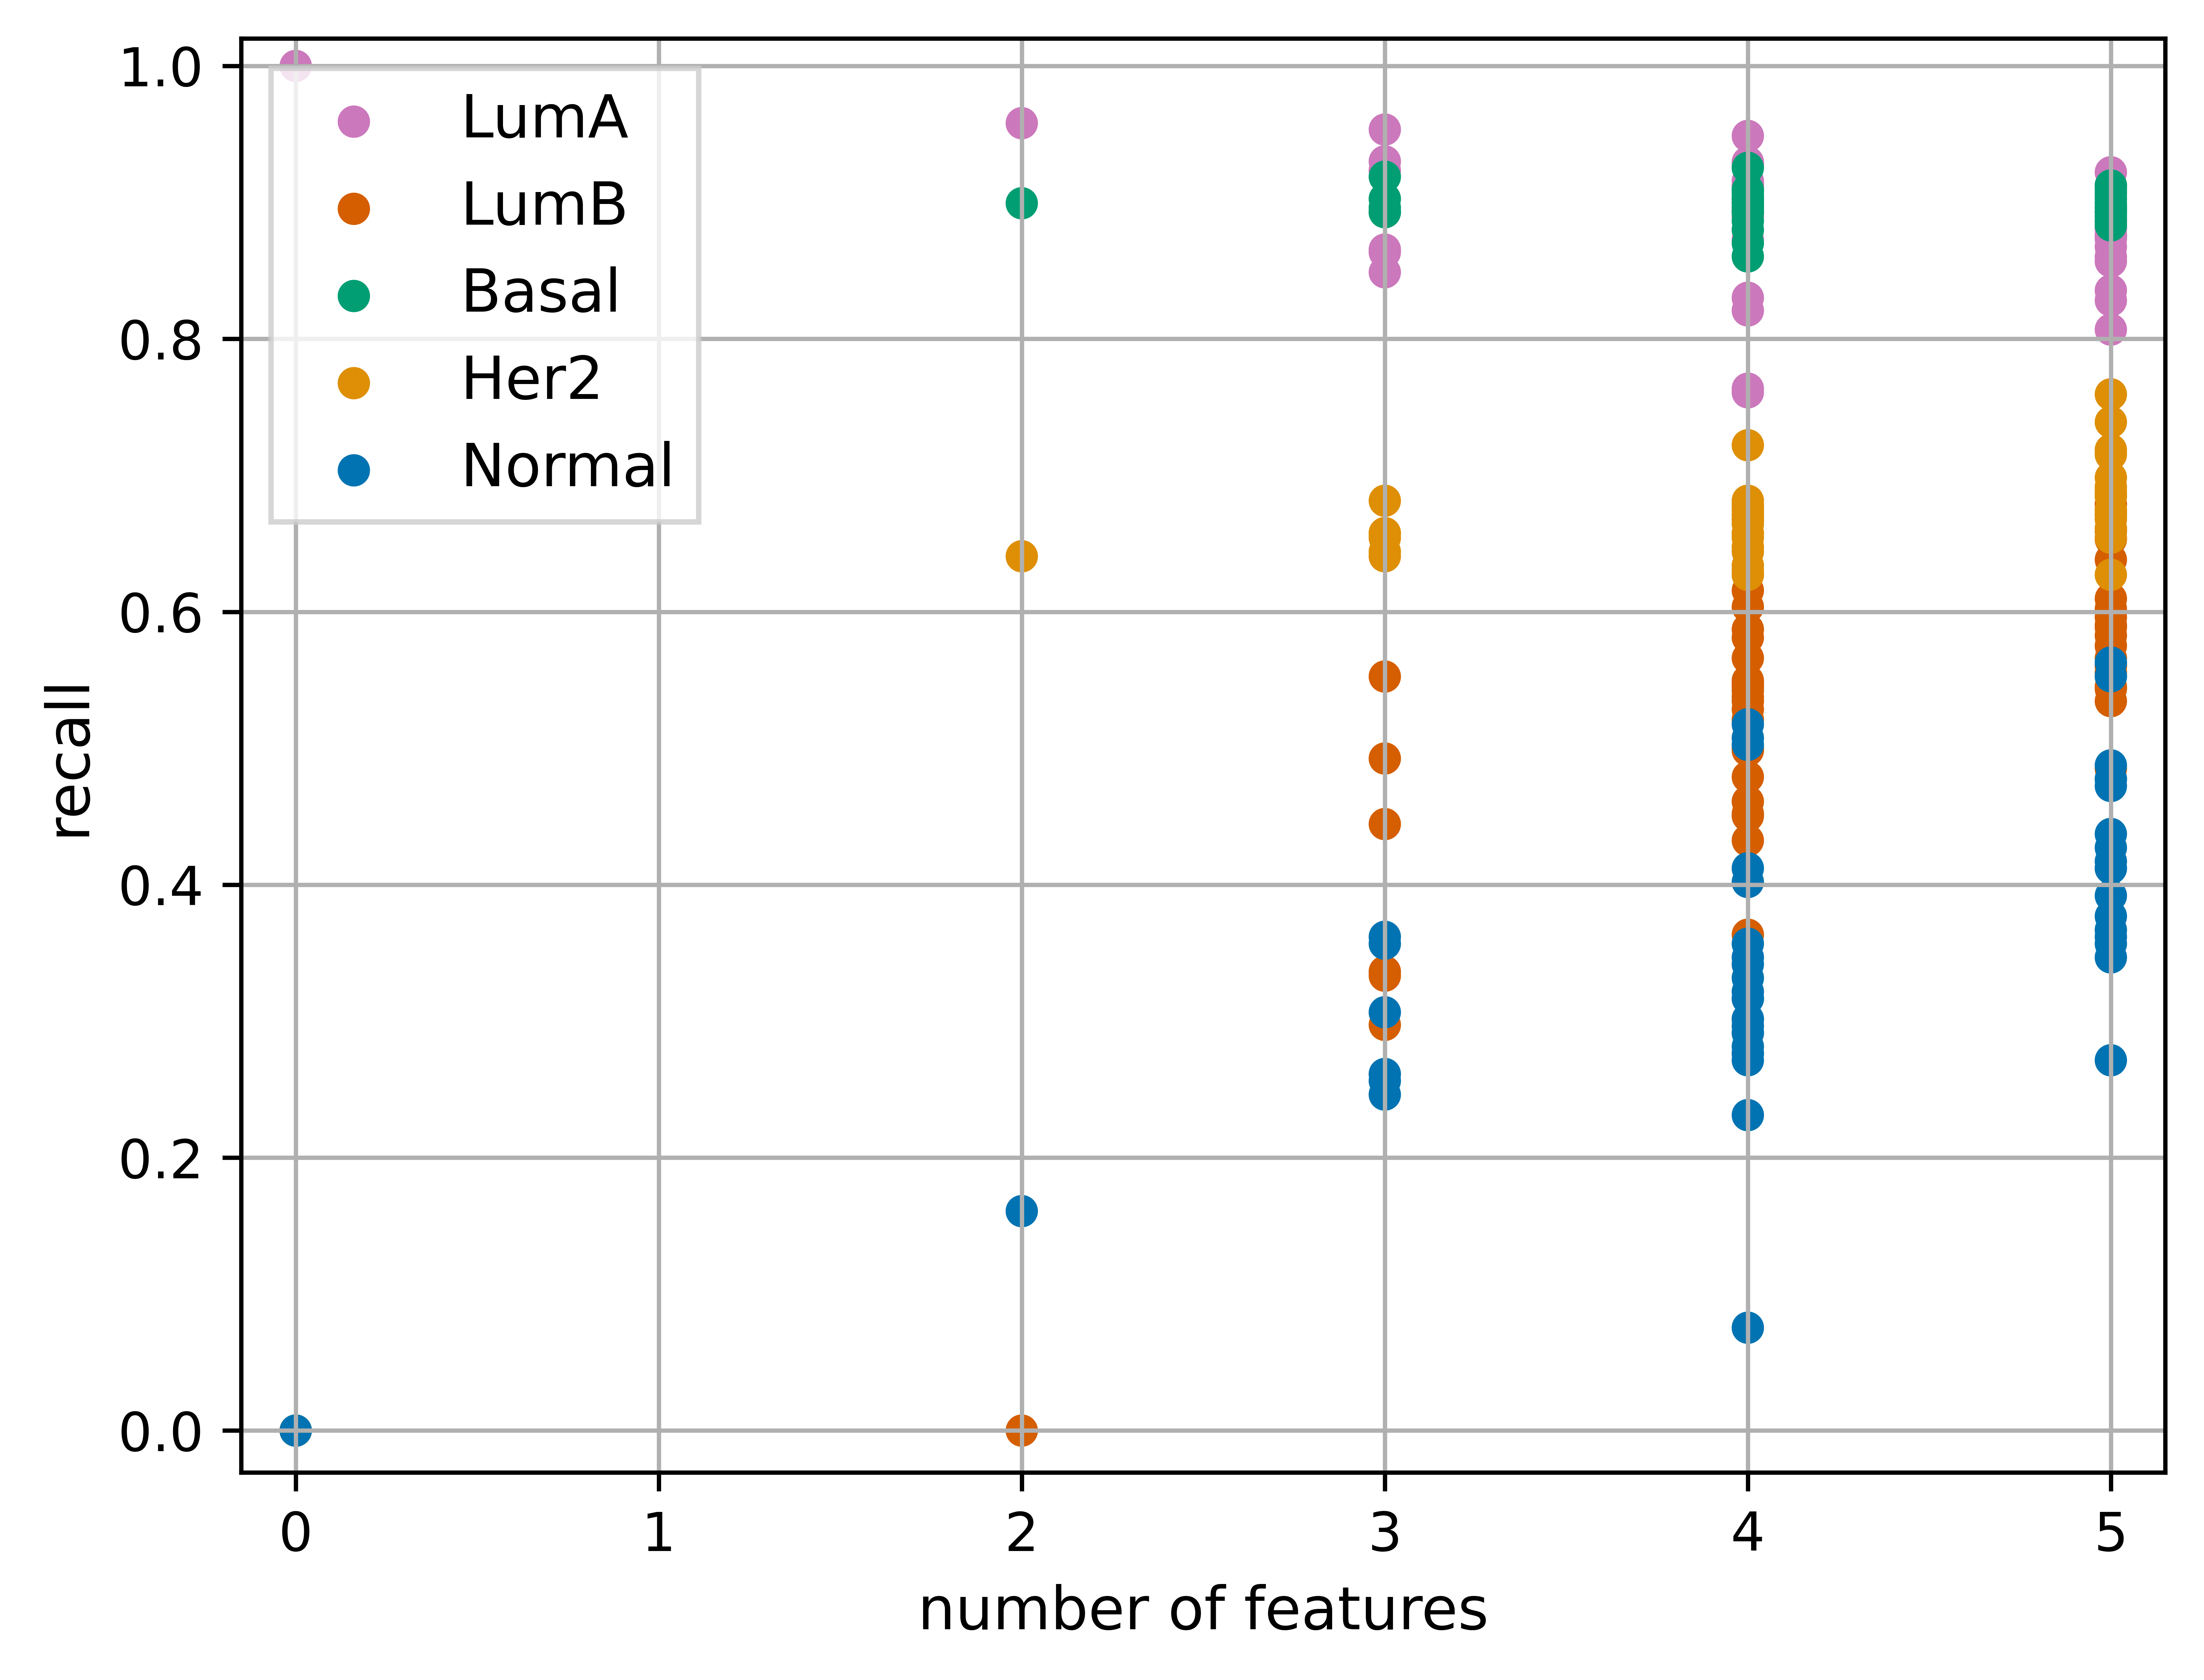 1.0
0.8
0.6
0.4
0.2
0.0
recall
LumA
LumB
Basal
Her2
Normal
0 1 2 3 4 5
number of features